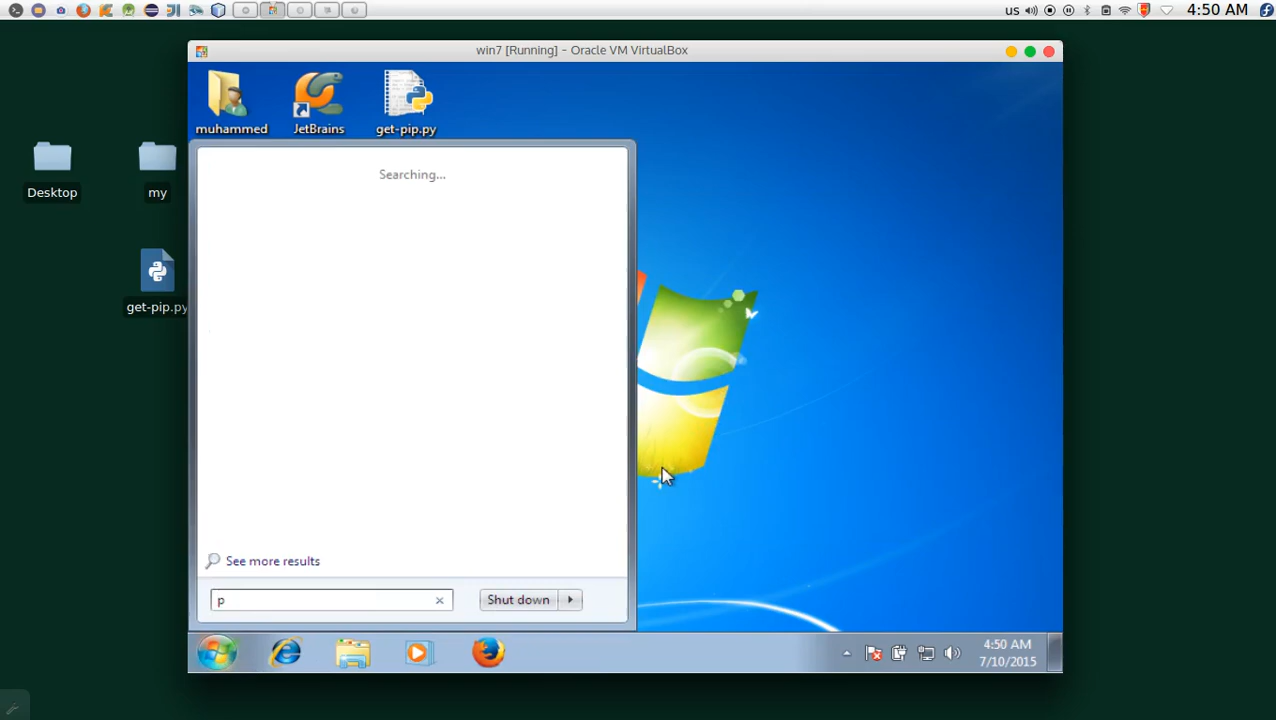 us
4:50 AM
win7 [Running] - Oracle VM VirtualBox
muhammed
JetBrains
get-pip.py
Searching...
Desktop
my
get-pip.py
See more results
p
Shut down
4:50 AM
7/10/2015